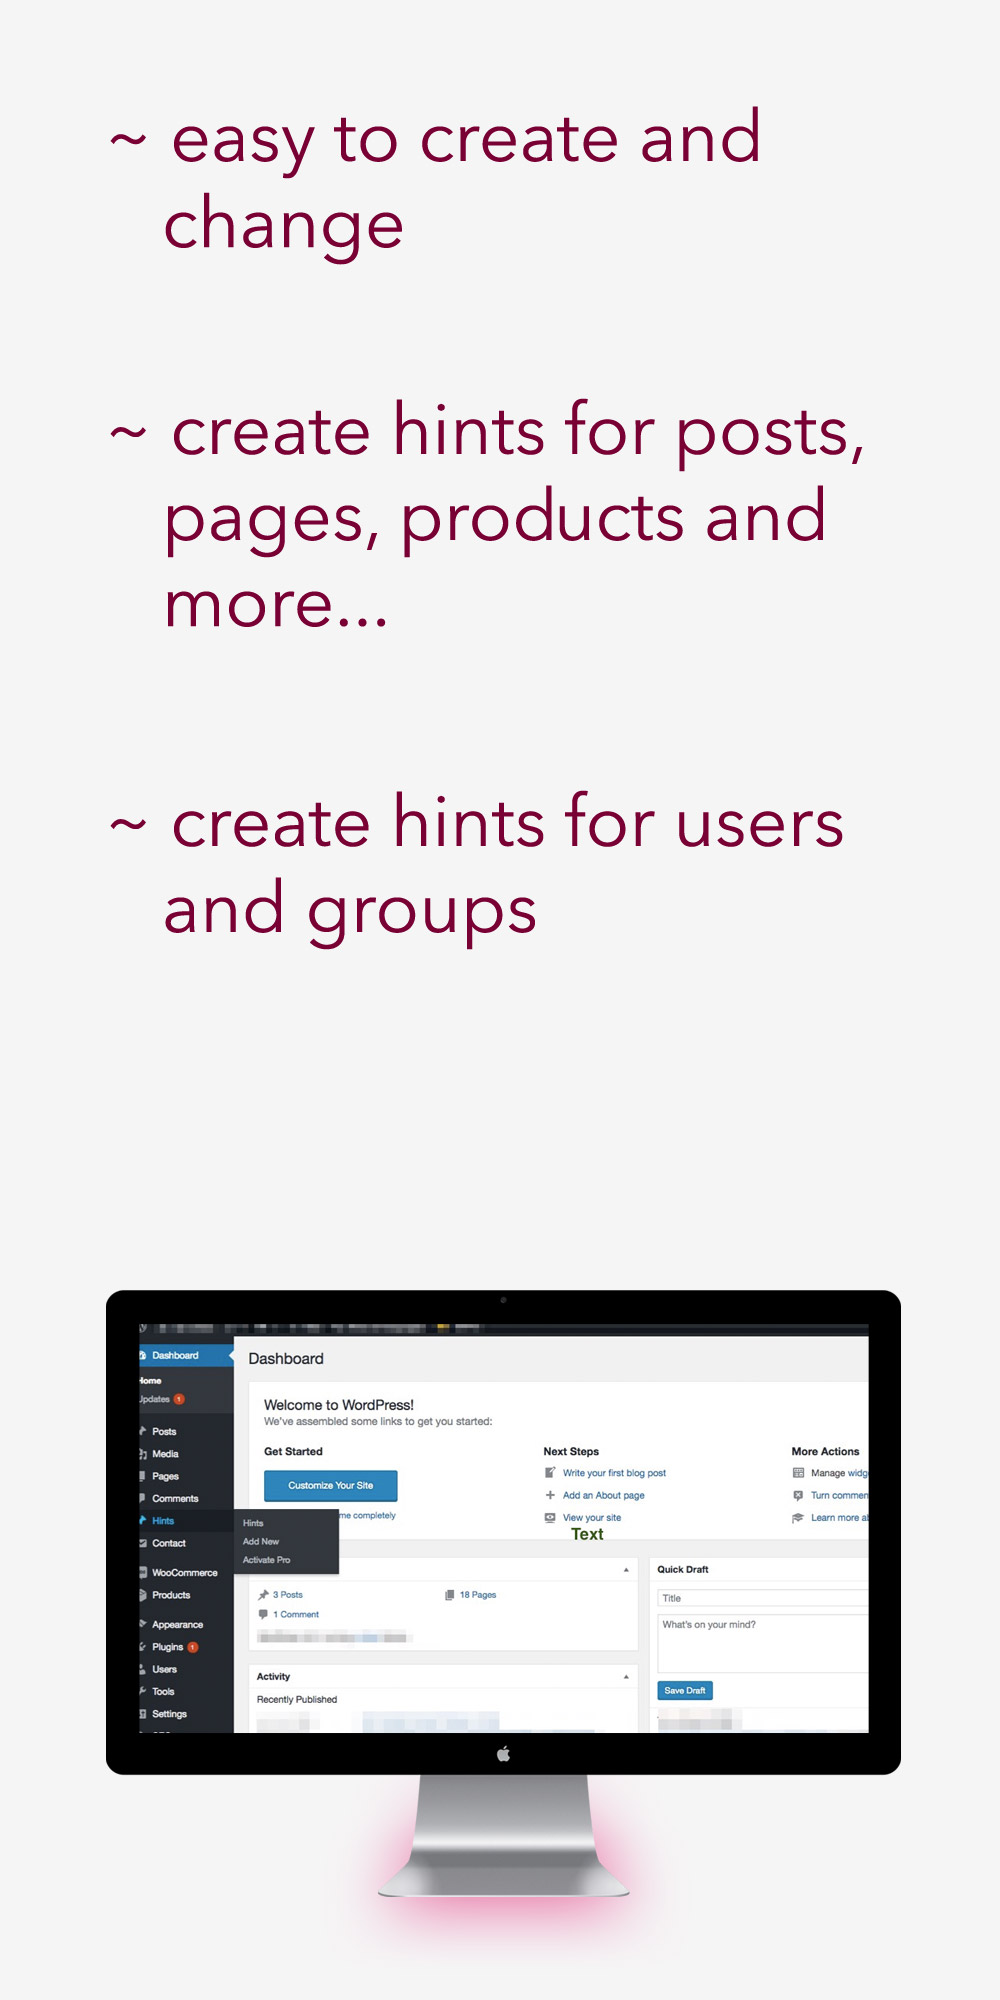 ~ easy to create and
change
~ create hints for posts,
pages, products and
more...
~ create hints for users
and groups
Dashboard
Home
Updates 1
Posts
Media
Pages
Comments
Hints
Contact
WooCommerce
Products
Appearance
Plugins 1
Users
Tools
Settings
Hints
Add New
Activate Pro
Dashboard
Welcome to WordPress!
We've assembled some links to get you started:
Get Started
Customize Your Site
me completely
Next Steps
Write your first blog post
Add an About page
View your site
Text
More Actions
Manage widg
Turn commen
Learn more a
3 Posts
18 Pages
1 Comment
Activity
Recently Published
Quick Draft
Title
What's on your mind?
Save Draft